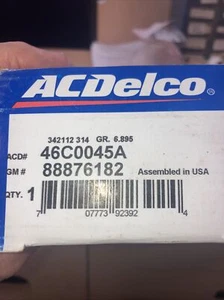 ACDelco
342112 314 GR. 6.895
ACD# 46C0045A
GM # 88876182 Assembled in USA
QTY. 1
7 07773 92392 4